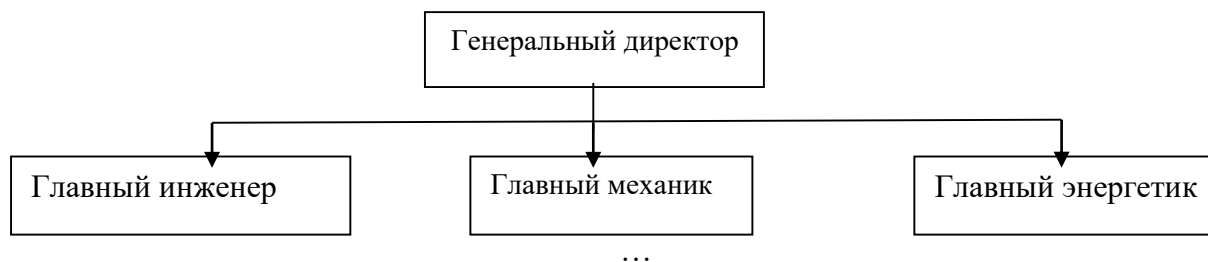 Генеральный директор
Главный инженер
Главный механик
Главный энергетик
…